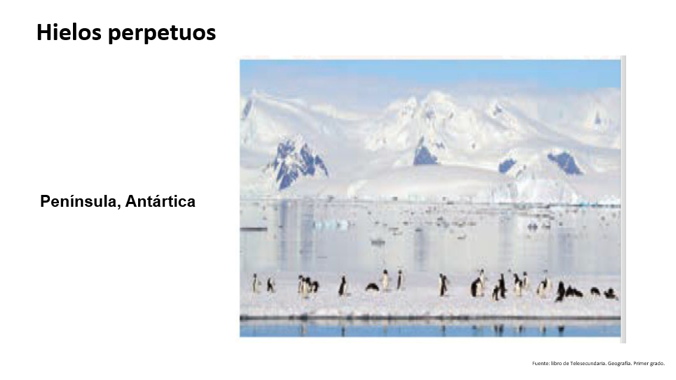 Hielos perpetuos
Península, Antártica
Fuente: libro de Telesecundaria. Geografía. Primer grado.